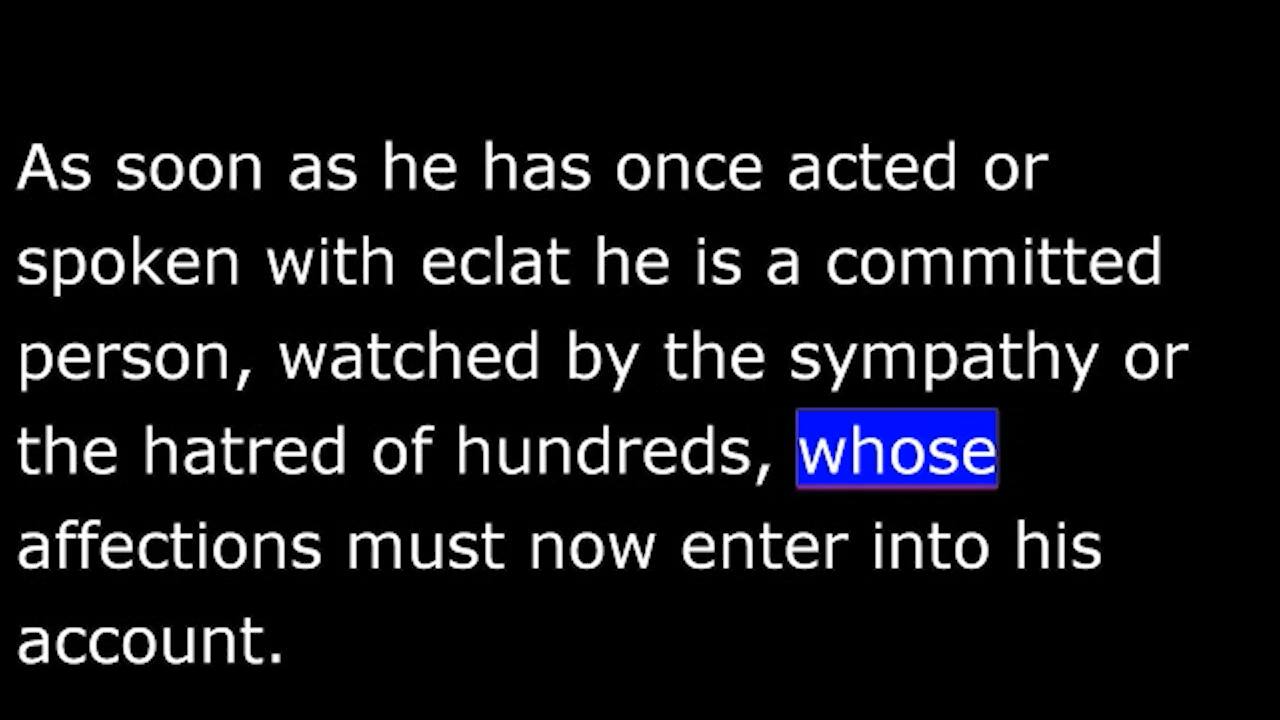 As soon as he has once acted or
spoken with eclat he is a committed
person, watched by the sympathy or
the hatred of hundreds, whose
affections must now enter into his
account.